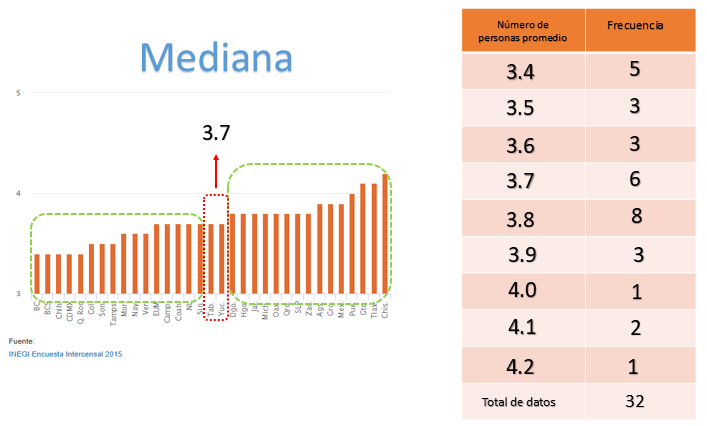 Mediana
3.7
5
4
3
BC
BCS
Chih
CDMX
Q. Roo
Col
Son
Tamps
Mor
Nay
Ver
EUM
Camp
Coah
NL
Sin
Tab.
Yuc.
Dgo.
Hgo
Jal
Mich
Oax
Qro
SLP
Zac
Ags
Gro
Mex
Pue
Gto
Tlax
Chis.
Fuente:
INEGI Encuesta Intercensal 2015
Número de personas promedio Frecuencia
3.4 5
3.5 3
3.6 3
3.7 6
3.8 8
3.9 3
4.0 1
4.1 2
4.2 1
Total de datos 32